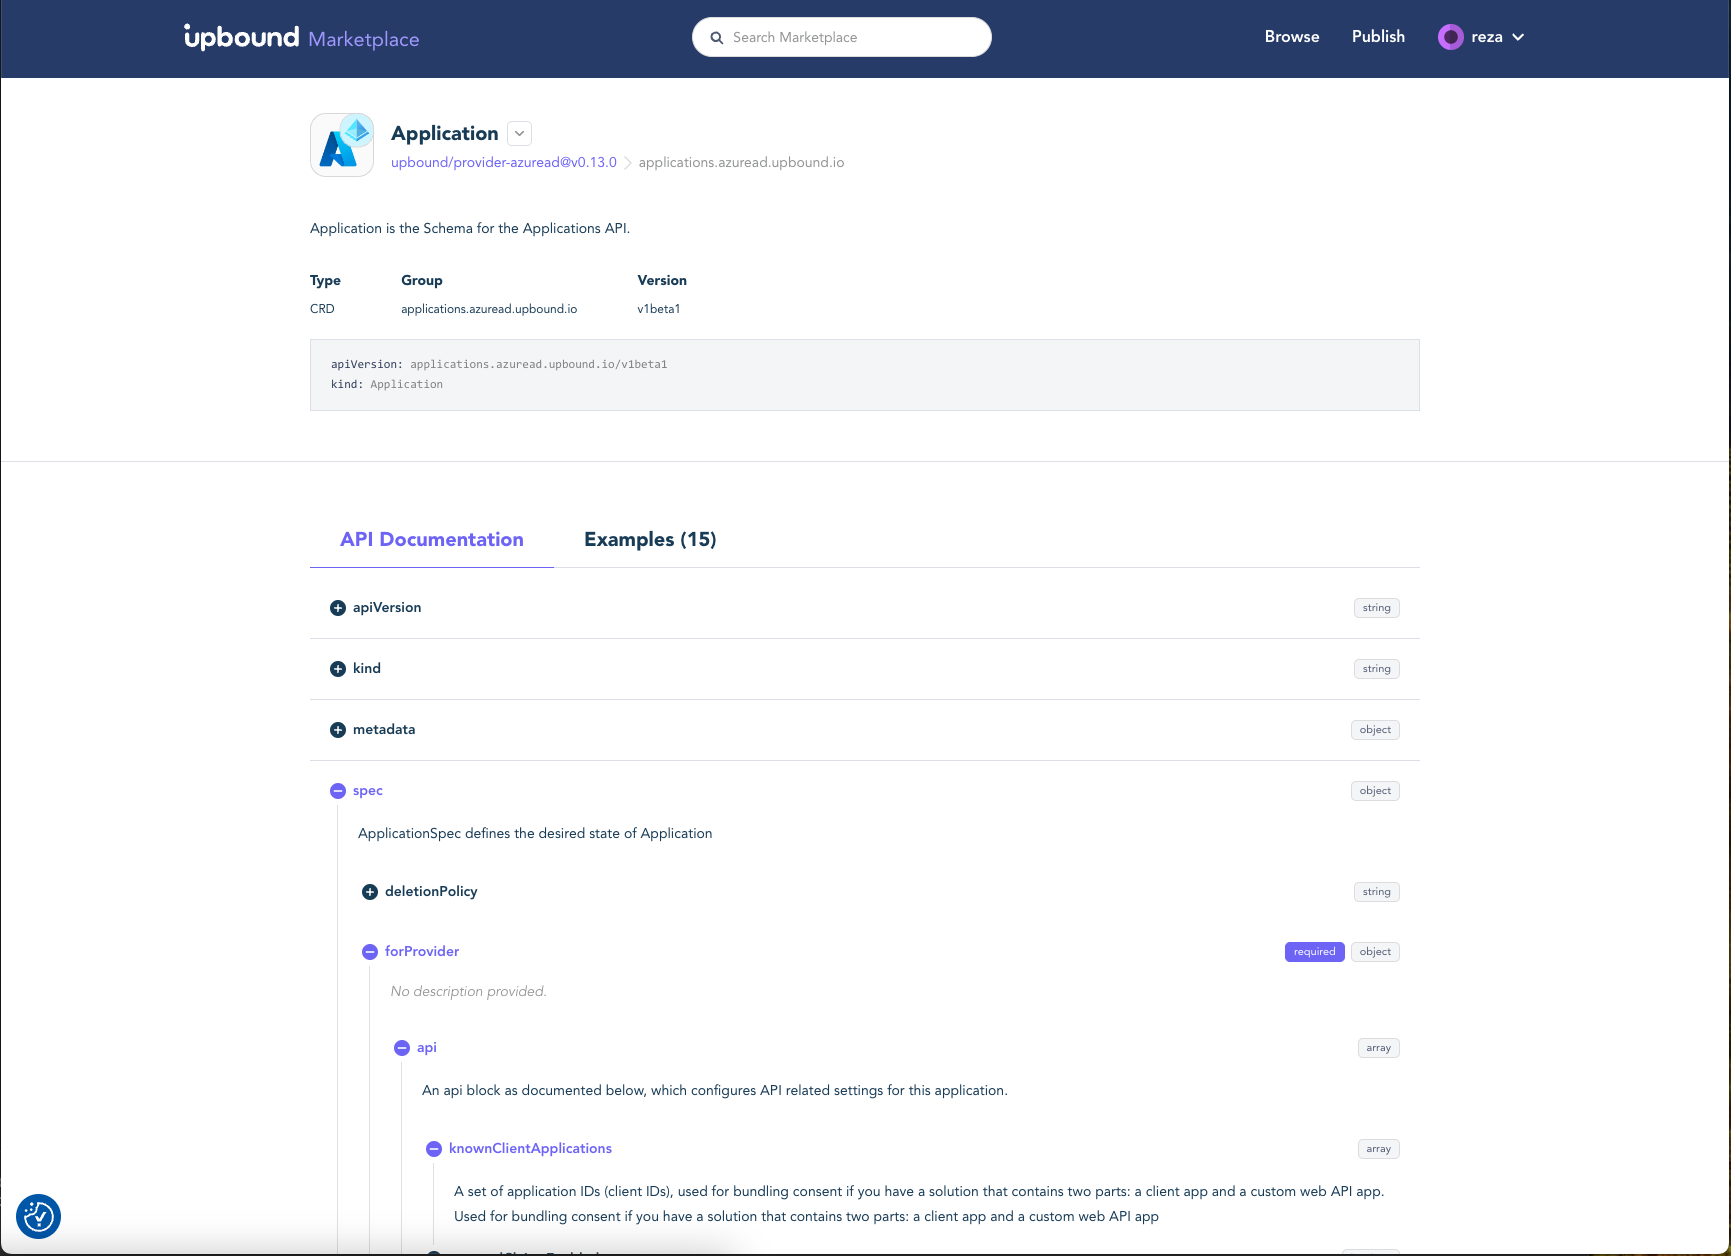 upbound Marketplace
Search Marketplace
Browse
Publish
reza
Application
upbound/provider-azuread@v0.13.0 applications.azuread.upbound.io
Application is the Schema for the Applications API.
Type Group Version
CRD applications.azuread.upbound.io v1beta1
apiVersion: applications.azuread.upbound.io/v1beta1
kind: Application
API Documentation
Examples (15)
apiVersion string
kind string
metadata object
spec object
ApplicationSpec defines the desired state of Application
deletionPolicy string
forProvider required object
No description provided.
api array
An api block as documented below, which configures API related settings for this application.
knownClientApplications array
A set of application IDs (client IDs), used for bundling consent if you have a solution that contains two parts: a client app and a custom web API app.
Used for bundling consent if you have a solution that contains two parts: a client app and a custom web API app